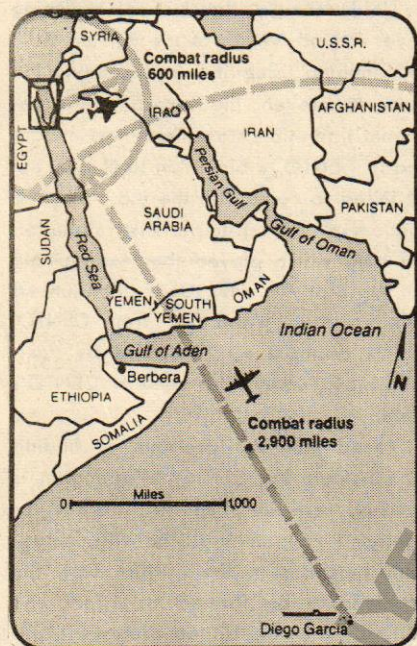 SYRIA
Combat radius
600 miles
U.S.S.R.
IRAQ
IRAN
AFGHANISTAN
EGYPT
Persian Gulf
PAKISTAN
SAUDI
ARABIA
Gulf of Oman
SUDAN
Red Sea
OMAN
YEMEN
SOUTH
YEMEN
Indian Ocean
Gulf of Aden
Berbera
N
ETHIOPIA
SOMALIA
Combat radius
2,900 miles
Miles
0
1,000
Diego Garcia